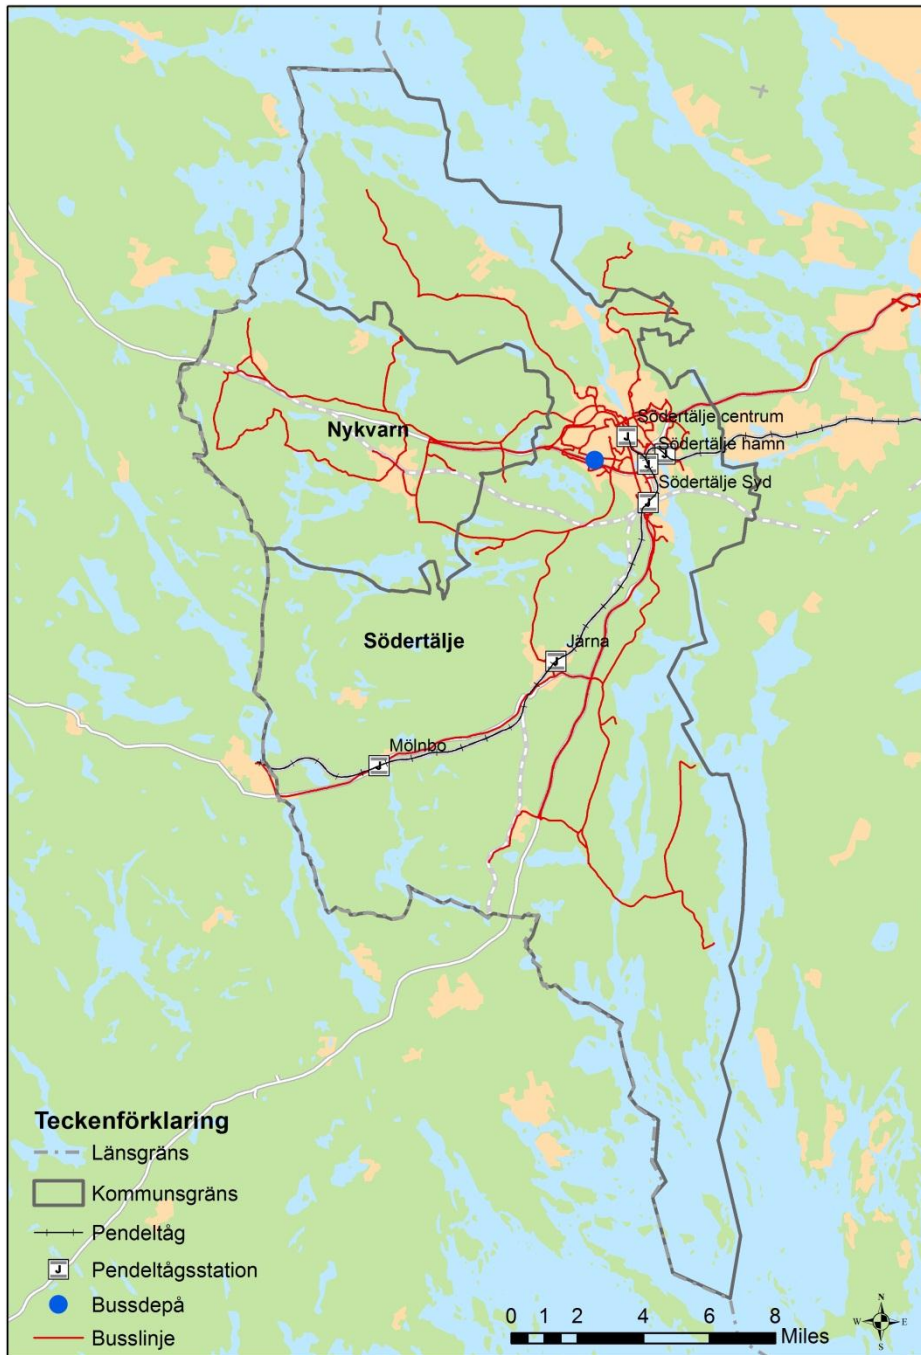 Södertälje centrum
Nykvarn
Södertälje hamn
Södertälje Syd
Södertälje
Järna
Mölnbo
Teckenförklaring
Länsgräns
Kommunsgräns
Pendeltåg
J Pendeltågsstation
Bussdepå
Busslinje
0 1 2 4 6 8
Miles
N
W E
S